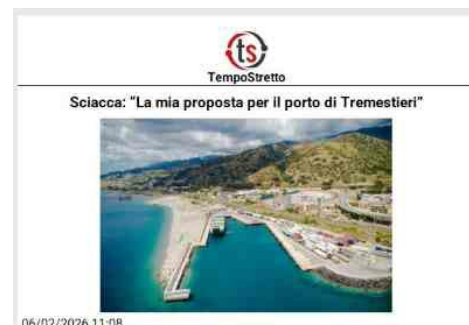 ts
TempoStretto
Sciacca: "La mia proposta per il porto di Tremestieri"
06/02/2026 11:08